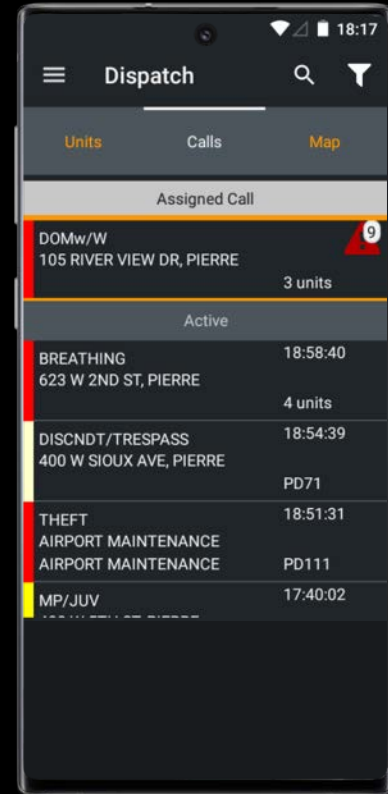 18:17
Dispatch
Units Calls Map
Assigned Call
DOMw/W 9
105 RIVER VIEW DR, PIERRE
3 units
Active
BREATHING 18:58:40
623 W 2ND ST, PIERRE
4 units
DISCNDT/TRESPASS 18:54:39
400 W SIOUX AVE, PIERRE
PD71
THEFT 18:51:31
AIRPORT MAINTENANCE
AIRPORT MAINTENANCE PD111
MP/JUV 17:40:02